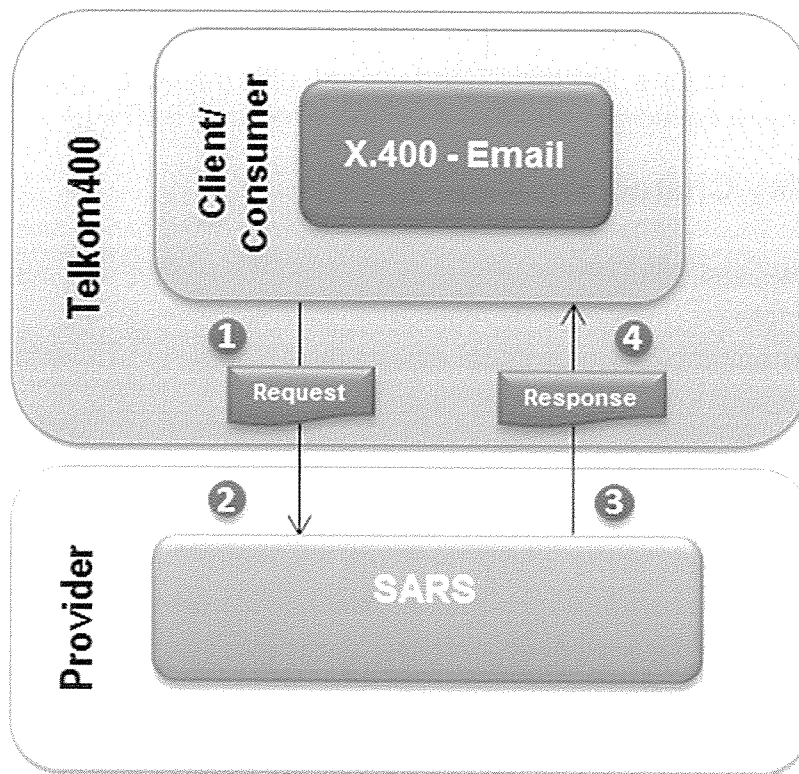 Telkom400
Client/
Consumer
X.400 - Email
1
4
Request
Response
2
3
Provider
SARS